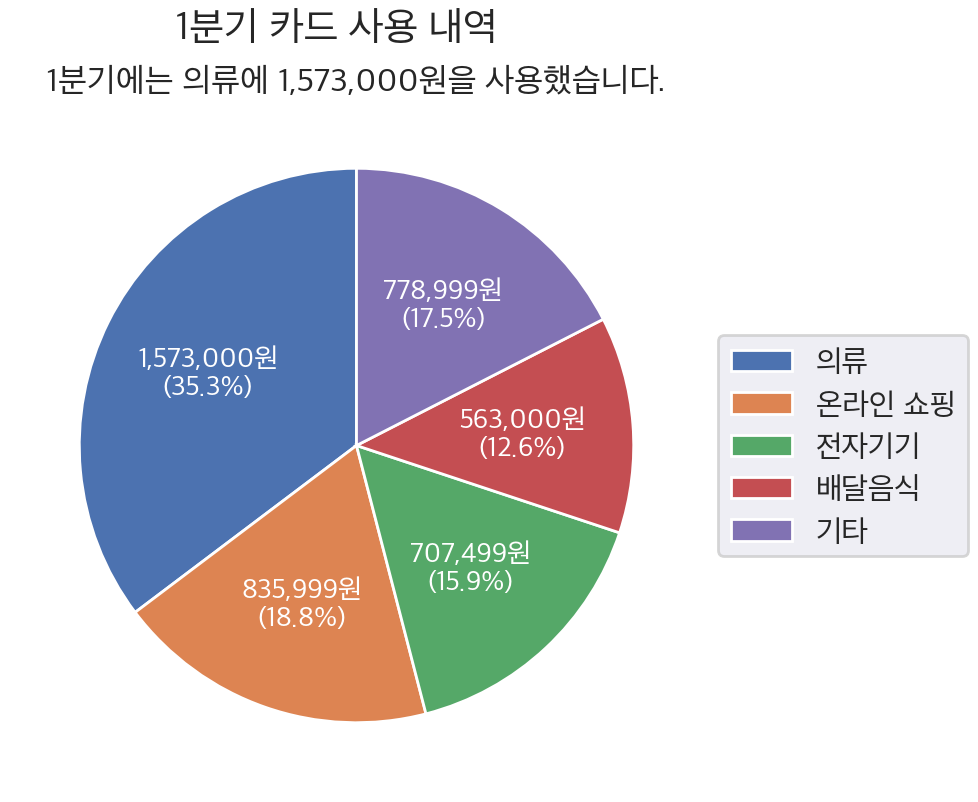 1분기 카드 사용 내역
1분기에는 의류에 1,573,000원을 사용했습니다.
778,999원
(17.5%)
1,573,000원
(35.3%)
563,000원
(12.6%)
707,499원
(15.9%)
835,999원
(18.8%)
의류
온라인 쇼핑
전자기기
배달음식
기타